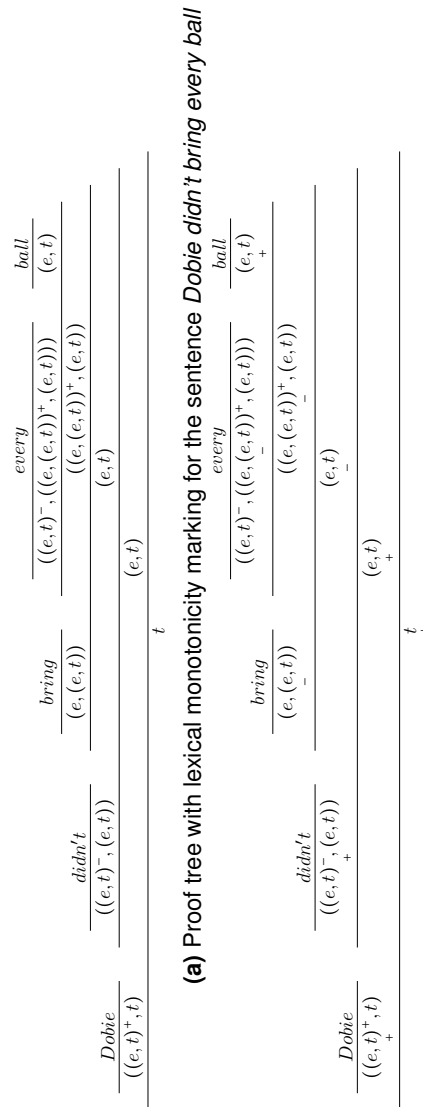 every ball
bring ((e,t)⁻,((e,(e,t))⁺,(e,t))) (e,t)
didn't (e,(e,t)) ((e,(e,t))⁺,(e,t))
Dobie ((e,t)⁻,(e,t)) (e,t)
((e,t)⁺,t) (e,t)
t
(a) Proof tree with lexical monotonicity marking for the sentence Dobie didn't bring every ball
every ball
bring ((e,t)⁻,((e,(e,t))⁺,(e,t))) (e,t)
− +
didn't (e,(e,t)) ((e,(e,t))⁺,(e,t))
− −
Dobie ((e,t)⁻,(e,t)) (e,t)
+ −
((e,t)⁺,t) (e,t)
+ +
t